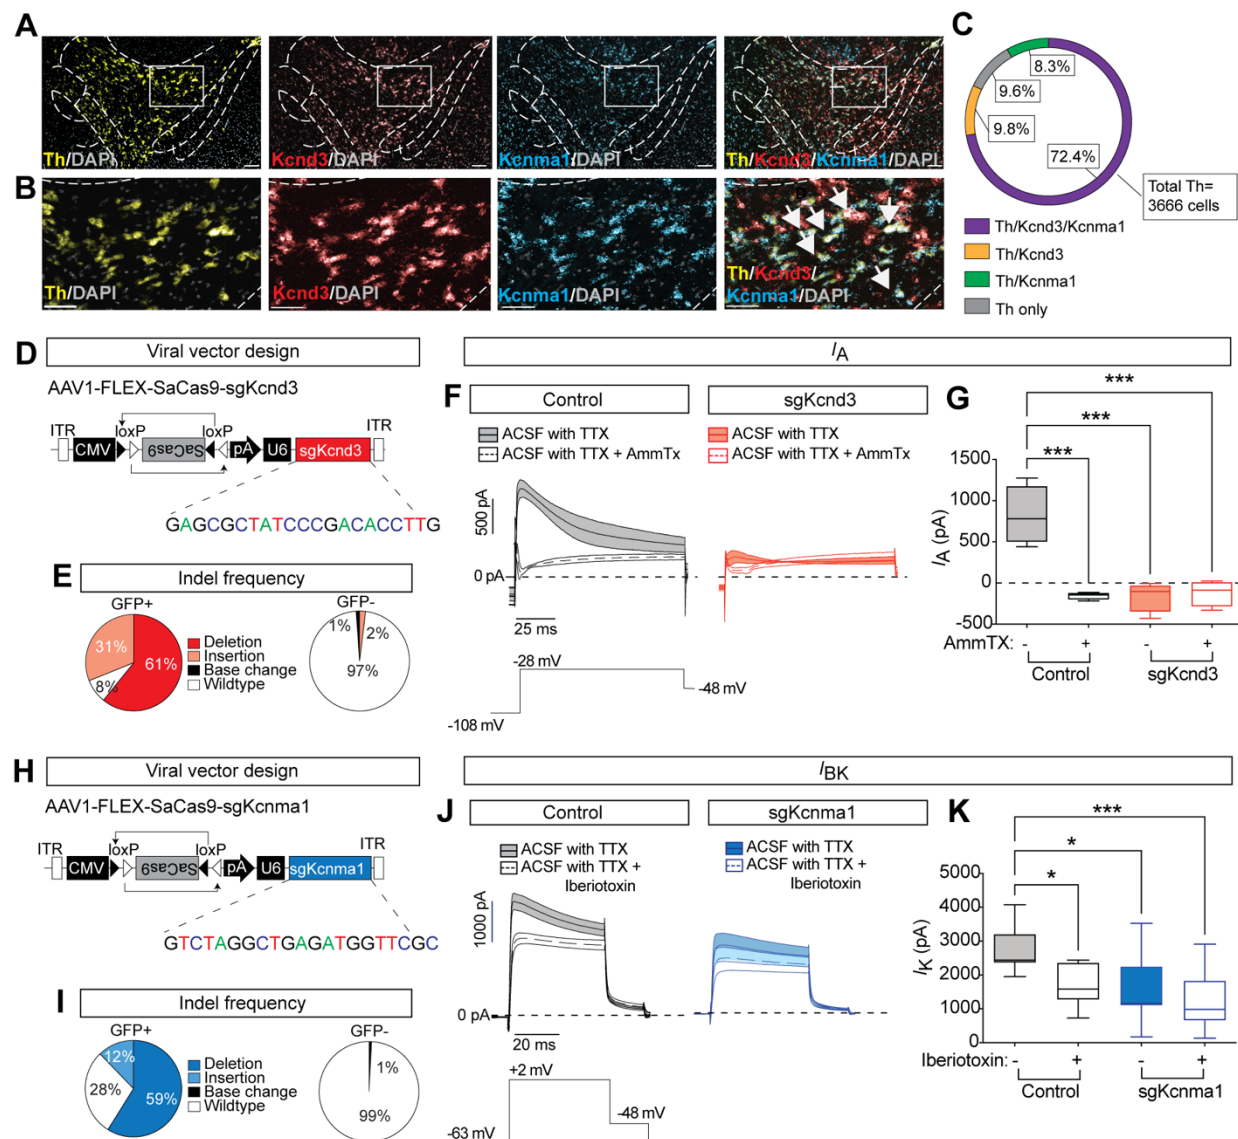 A
Th/DAPI
Kcnd3/DAPI
Kcnma1/DAPI
Th/Kcnd3/Kcnma1/DAPI
B
Th/DAPI
Kcnd3/DAPI
Kcnma1/DAPI
Th/Kcnd3/
Kcnma1/DAPI
C
8.3%
9.6%
9.8%
72.4%
Total Th=
3666 cells
Th/Kcnd3/Kcnma1
Th/Kcnd3
Th/Kcnma1
Th only
D
Viral vector design
AAV1-FLEX-SaCas9-sgKcnd3
ITR
CMV
loxP
SaCas9
loxP
pA
U6
sgKcnd3
ITR
GAGCGCTATCCCGACACCTTG
E
Indel frequency
GFP+
31%
61%
8%
Deletion
Insertion
Base change
Wildtype
GFP-
1%
2%
97%
IA
F
Control
ACSF with TTX
ACSF with TTX + AmmTx
sgKcnd3
ACSF with TTX
ACSF with TTX + AmmTx
500 pA
0 pA
25 ms
-28 mV
-48 mV
-108 mV
G
***
***
***
IA (pA)
1500
1000
500
0
-500
AmmTX:
-
+
-
+
Control
sgKcnd3
H
Viral vector design
AAV1-FLEX-SaCas9-sgKcnma1
ITR
CMV
loxP
SaCas9
loxP
pA
U6
sgKcnma1
ITR
GTCTAGGCTGAGATGGTTCGC
I
Indel frequency
GFP+
12%
28%
59%
Deletion
Insertion
Base change
Wildtype
GFP-
1%
99%
IBK
J
Control
ACSF with TTX
ACSF with TTX +
Iberiotoxin
sgKcnma1
ACSF with TTX
ACSF with TTX +
Iberiotoxin
1000 pA
0 pA
20 ms
+2 mV
-48 mV
-63 mV
K
***
*
*
IK (pA)
4000
3000
2000
1000
0
Iberiotoxin:
-
+
-
+
Control
sgKcnma1